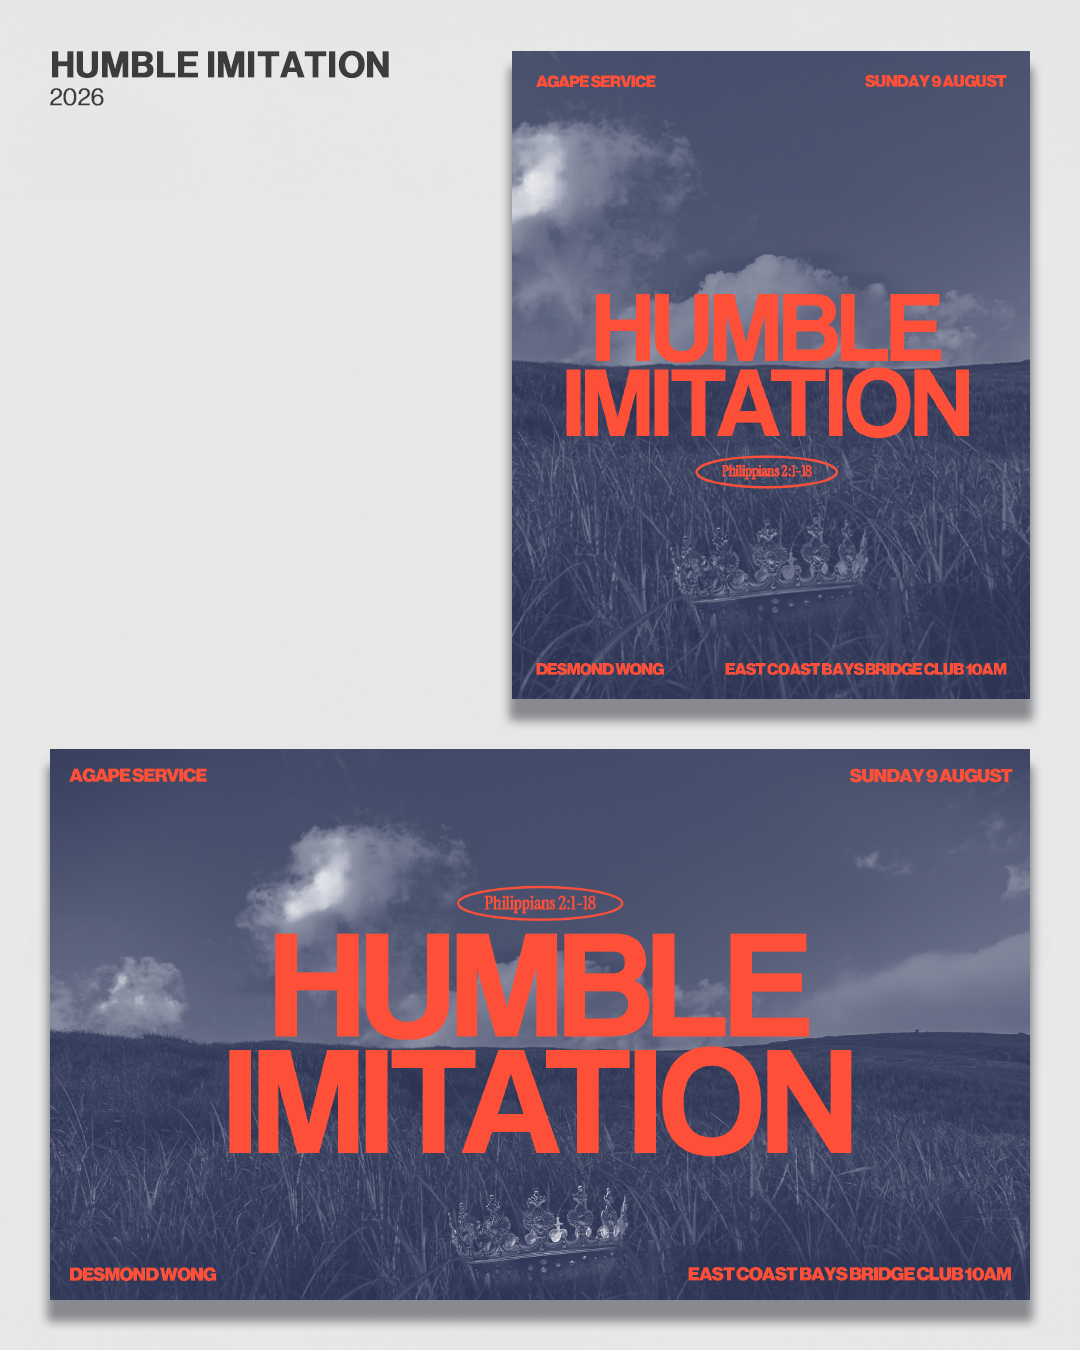 HUMBLE IMITATION
2026
AGAPE SERVICE
SUNDAY 9 AUGUST
HUMBLE
IMITATION
Philippians 2:1-18
DESMOND WONG
EAST COAST BAYS BRIDGE CLUB 10AM
AGAPE SERVICE
SUNDAY 9 AUGUST
Philippians 2:1-18
HUMBLE
IMITATION
DESMOND WONG
EAST COAST BAYS BRIDGE CLUB 10AM